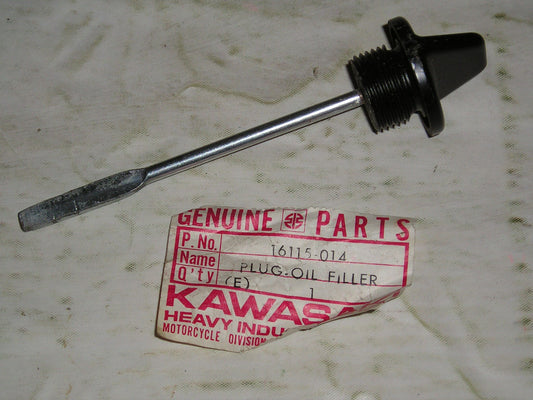 GENUINE PARTS
P. No. 16115-014
Name PLUG.OIL FILLER
Q'ty (E) 1
KAWASA
HEAVY INDU
MOTORCYCLE DIVISION